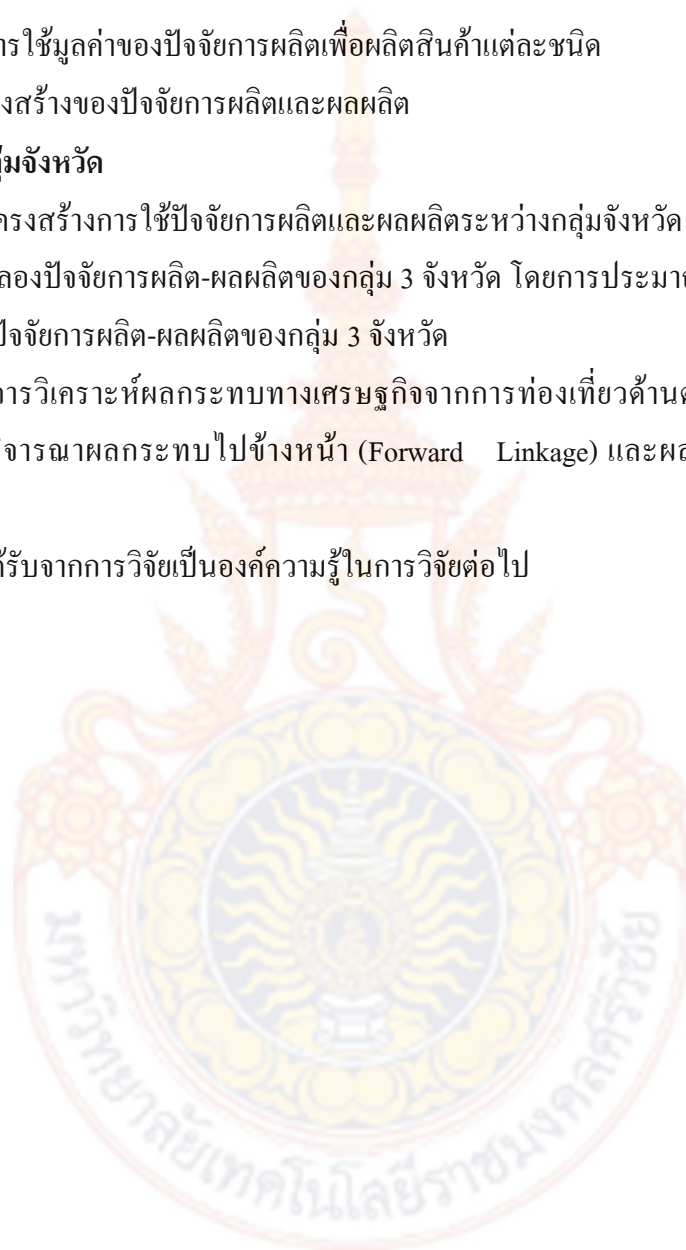 ารใช้มูลค่าของปัจจัยการผลิตเพื่อผลิตสินค้าแต่ละชนิด
งสร้างของปัจจัยการผลิตและผลผลิต
ุ่มจังหวัด
ครงสร้างการใช้ปัจจัยการผลิตและผลผลิตระหว่างกลุ่มจังหวัด
ลองปัจจัยการผลิต-ผลผลิตของกลุ่ม 3 จังหวัด โดยการประมาณ
ปัจจัยการผลิต-ผลผลิตของกลุ่ม 3 จังหวัด
การวิเคราะห์ผลกระทบทางเศรษฐกิจจากการท่องเที่ยวด้านต
ิจารณาผลกระทบไปข้างหน้า (Forward Linkage) และผล
ด้รับจากการวิจัยเป็นองค์ความรู้ในการวิจัยต่อไป
มหาวิทยาลัยเทคโนโลยีราชมงคลศรีวิชัย